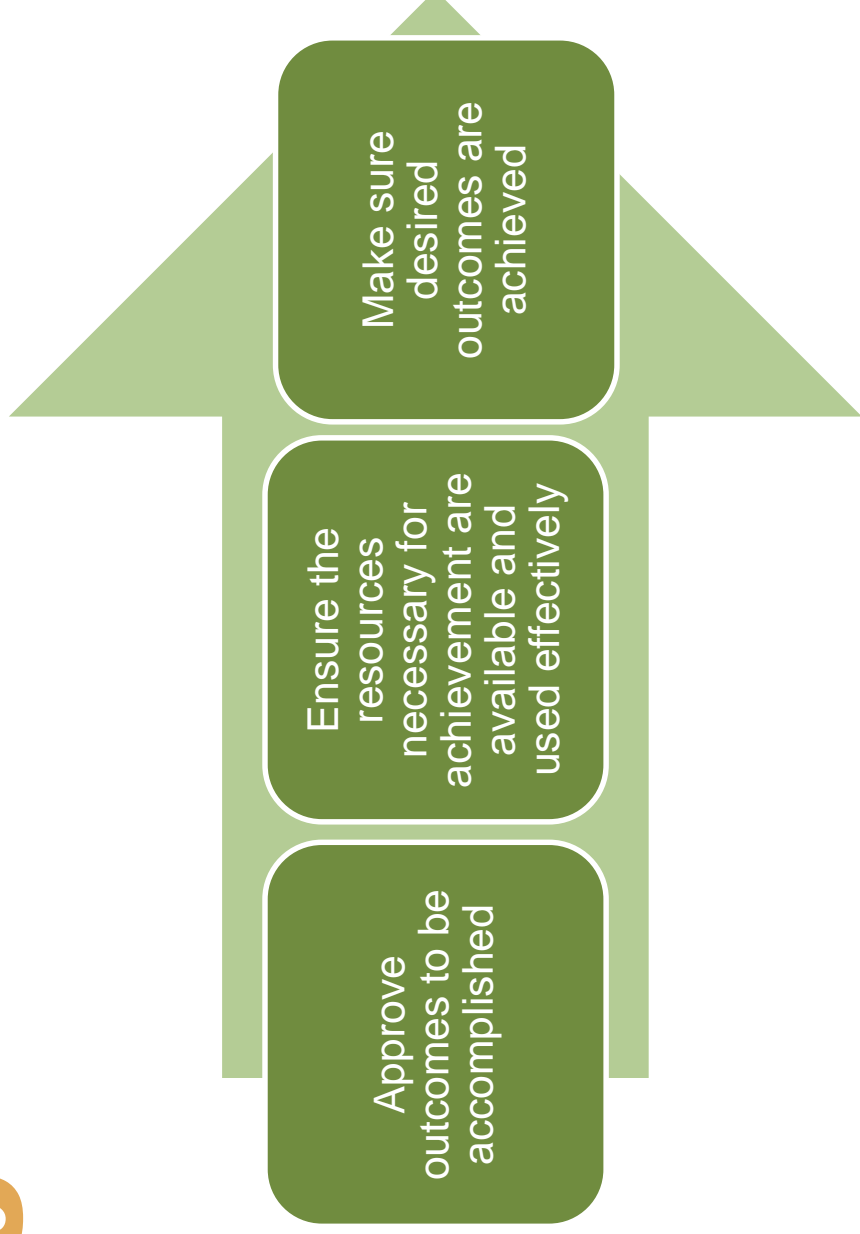 Approve
outcomes to be
accomplished
Ensure the
resources
necessary for
achievement are
available and
used effectively
Make sure
desired
outcomes are
achieved